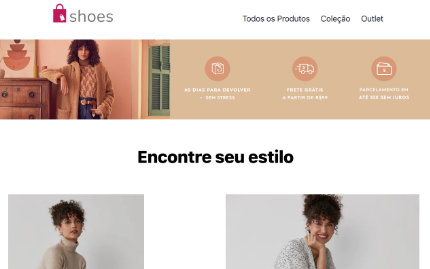 shoes
Todos os Produtos Coleção Outlet
40 DIAS PARA DEVOLVER
SEM STRESS
FRETE GRÁTIS
A PARTIR DE
PARCELAMENTO EM
ATÉ 10X SEM JUROS
Encontre seu estilo